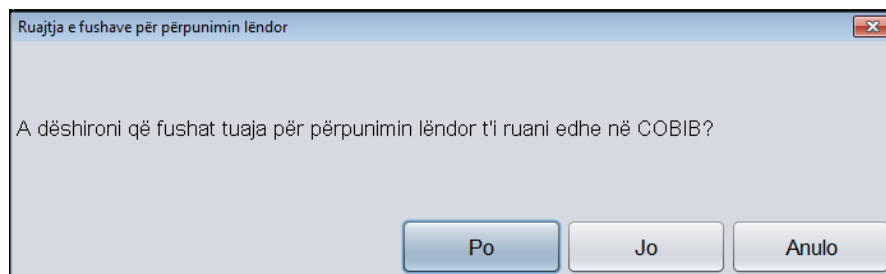 Ruajtja e fushave për përpunimin lëndor
A dëshironi që fushat tuaja për përpunimin lëndor t'i ruani edhe në COBIB?
Po Jo Anulo